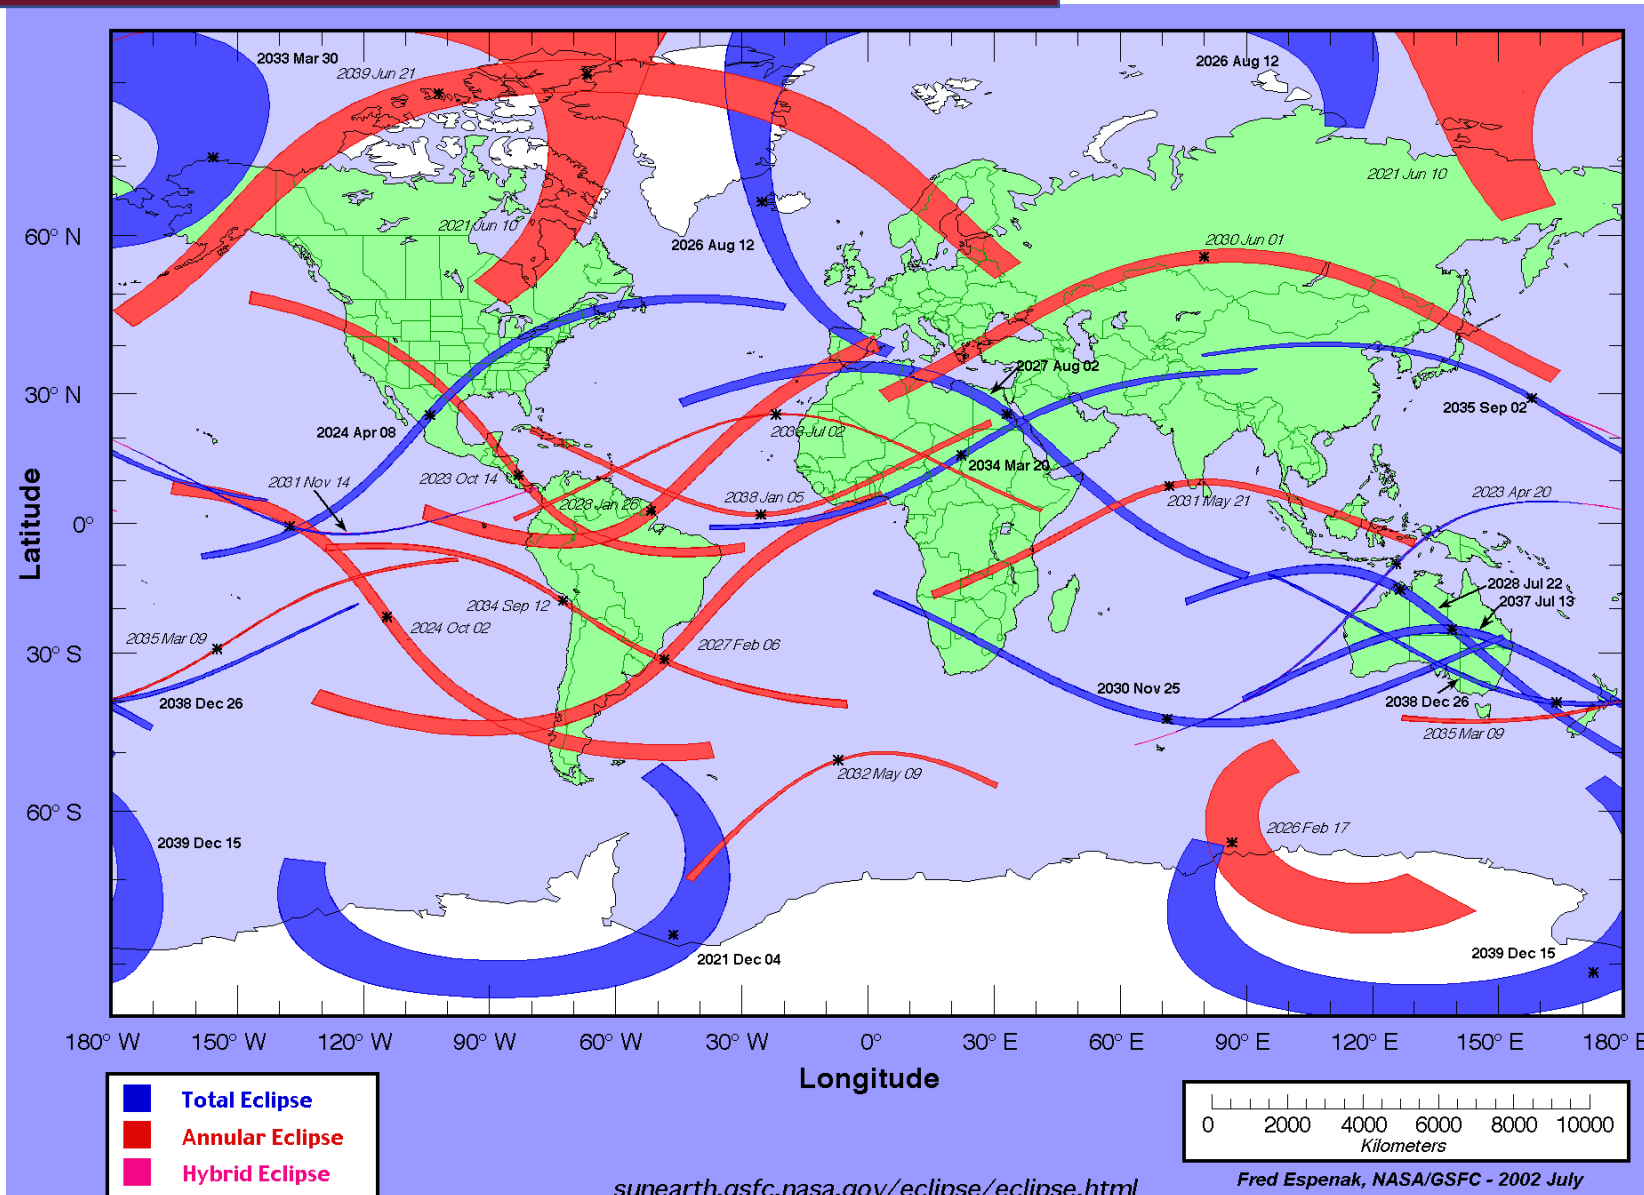 2033 Mar 30
2039 Jun 21
2026 Aug 12
2021 Jun 10
2021 Jun 10
2026 Aug 12
2030 Jun 01
60° N
2027 Aug 02
30° N
2035 Sep 02
2024 Apr 08
2038 Jul 02
2034 Mar 20
2023 Oct 14
2031 Nov 14
2028 Jan 26
2038 Jan 05
2031 May 21
2023 Apr 20
0°
Latitude
2028 Jul 22
2037 Jul 13
2034 Sep 12
2024 Oct 02
2035 Mar 09
2027 Feb 06
30° S
2030 Nov 25
2038 Dec 26
2038 Dec 26
2035 Mar 09
2032 May 09
60° S
2026 Feb 17
2039 Dec 15
2021 Dec 04
2039 Dec 15
180° W 150° W 120° W 90° W 60° W 30° W 0° 30° E 60° E 90° E 120° E 150° E 180° E
Longitude
Total Eclipse
Annular Eclipse
Hybrid Eclipse
0 2000 4000 6000 8000 10000
Kilometers
sunearth.gsfc.nasa.gov/eclipse/eclipse.html
Fred Espenak, NASA/GSFC - 2002 July